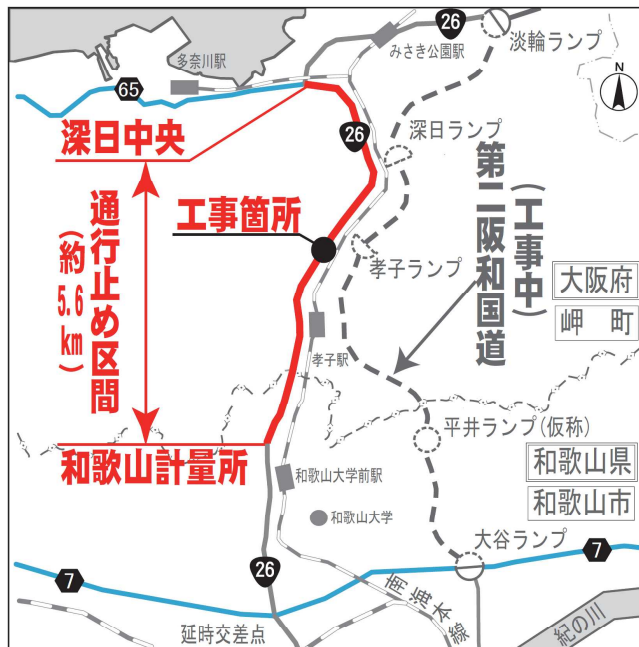 26
みさき公園駅
淡輪ランプ
多奈川駅
N
65
深日中央
26
深日ランプ
工事箇所
通行止め区間
(約5.6km)
第二阪和国道
(工事中)
孝子ランプ
大阪府
岬町
孝子駅
平井ランプ(仮称)
和歌山計量所
和歌山大学前駅
和歌山県
和歌山市
和歌山大学
大谷ランプ
7
26
7
南海本線
延時交差点
紀の川